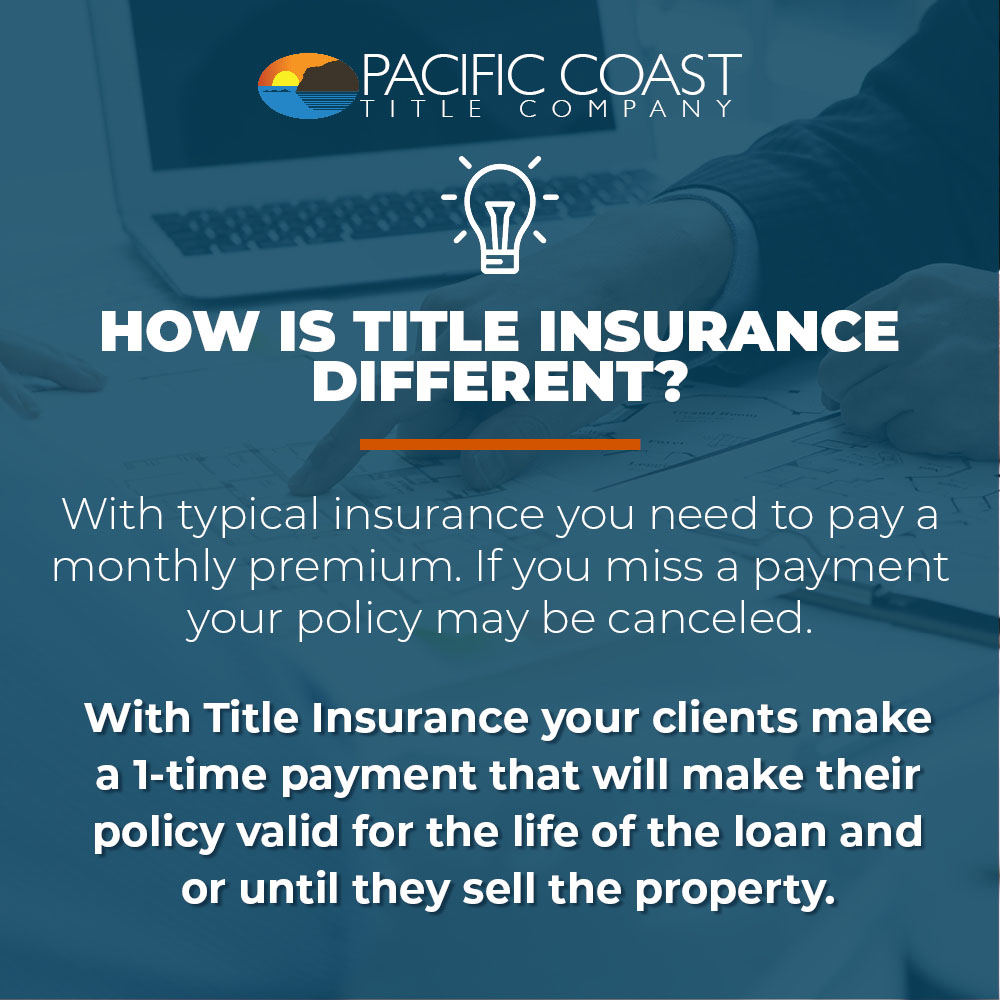 PACIFIC COAST
TITLE COMPANY
HOW IS TITLE INSURANCE
DIFFERENT?
With typical insurance you need to pay a
monthly premium. If you miss a payment
your policy may be canceled.
With Title Insurance your clients make
a 1-time payment that will make their
policy valid for the life of the loan and
or until they sell the property.